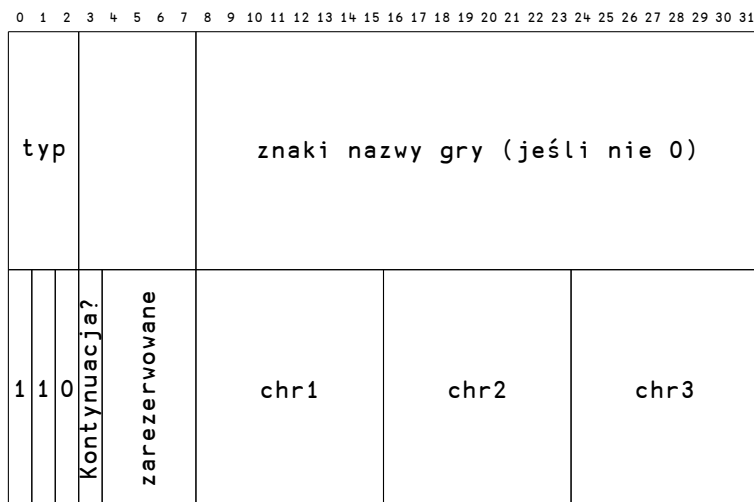 0 1 2 3 4 5 6 7 8 9 10 11 12 13 14 15 16 17 18 19 20 21 22 23 24 25 26 27 28 29 30 31
typ znaki nazwy gry (jeśli nie 0)
1 1 0 Kontynuacja? zarezerwowane chr1 chr2 chr3